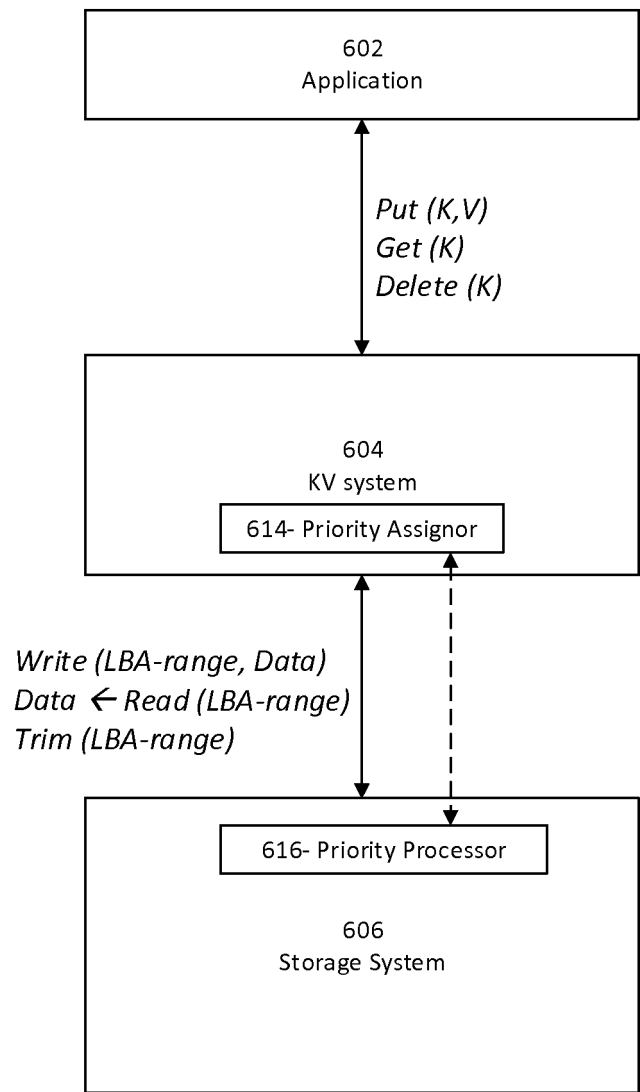 602
Application
Put (K,V)
Get (K)
Delete (K)
604
KV system
614- Priority Assignor
Write (LBA-range, Data)
Data ← Read (LBA-range)
Trim (LBA-range)
616- Priority Processor
606
Storage System